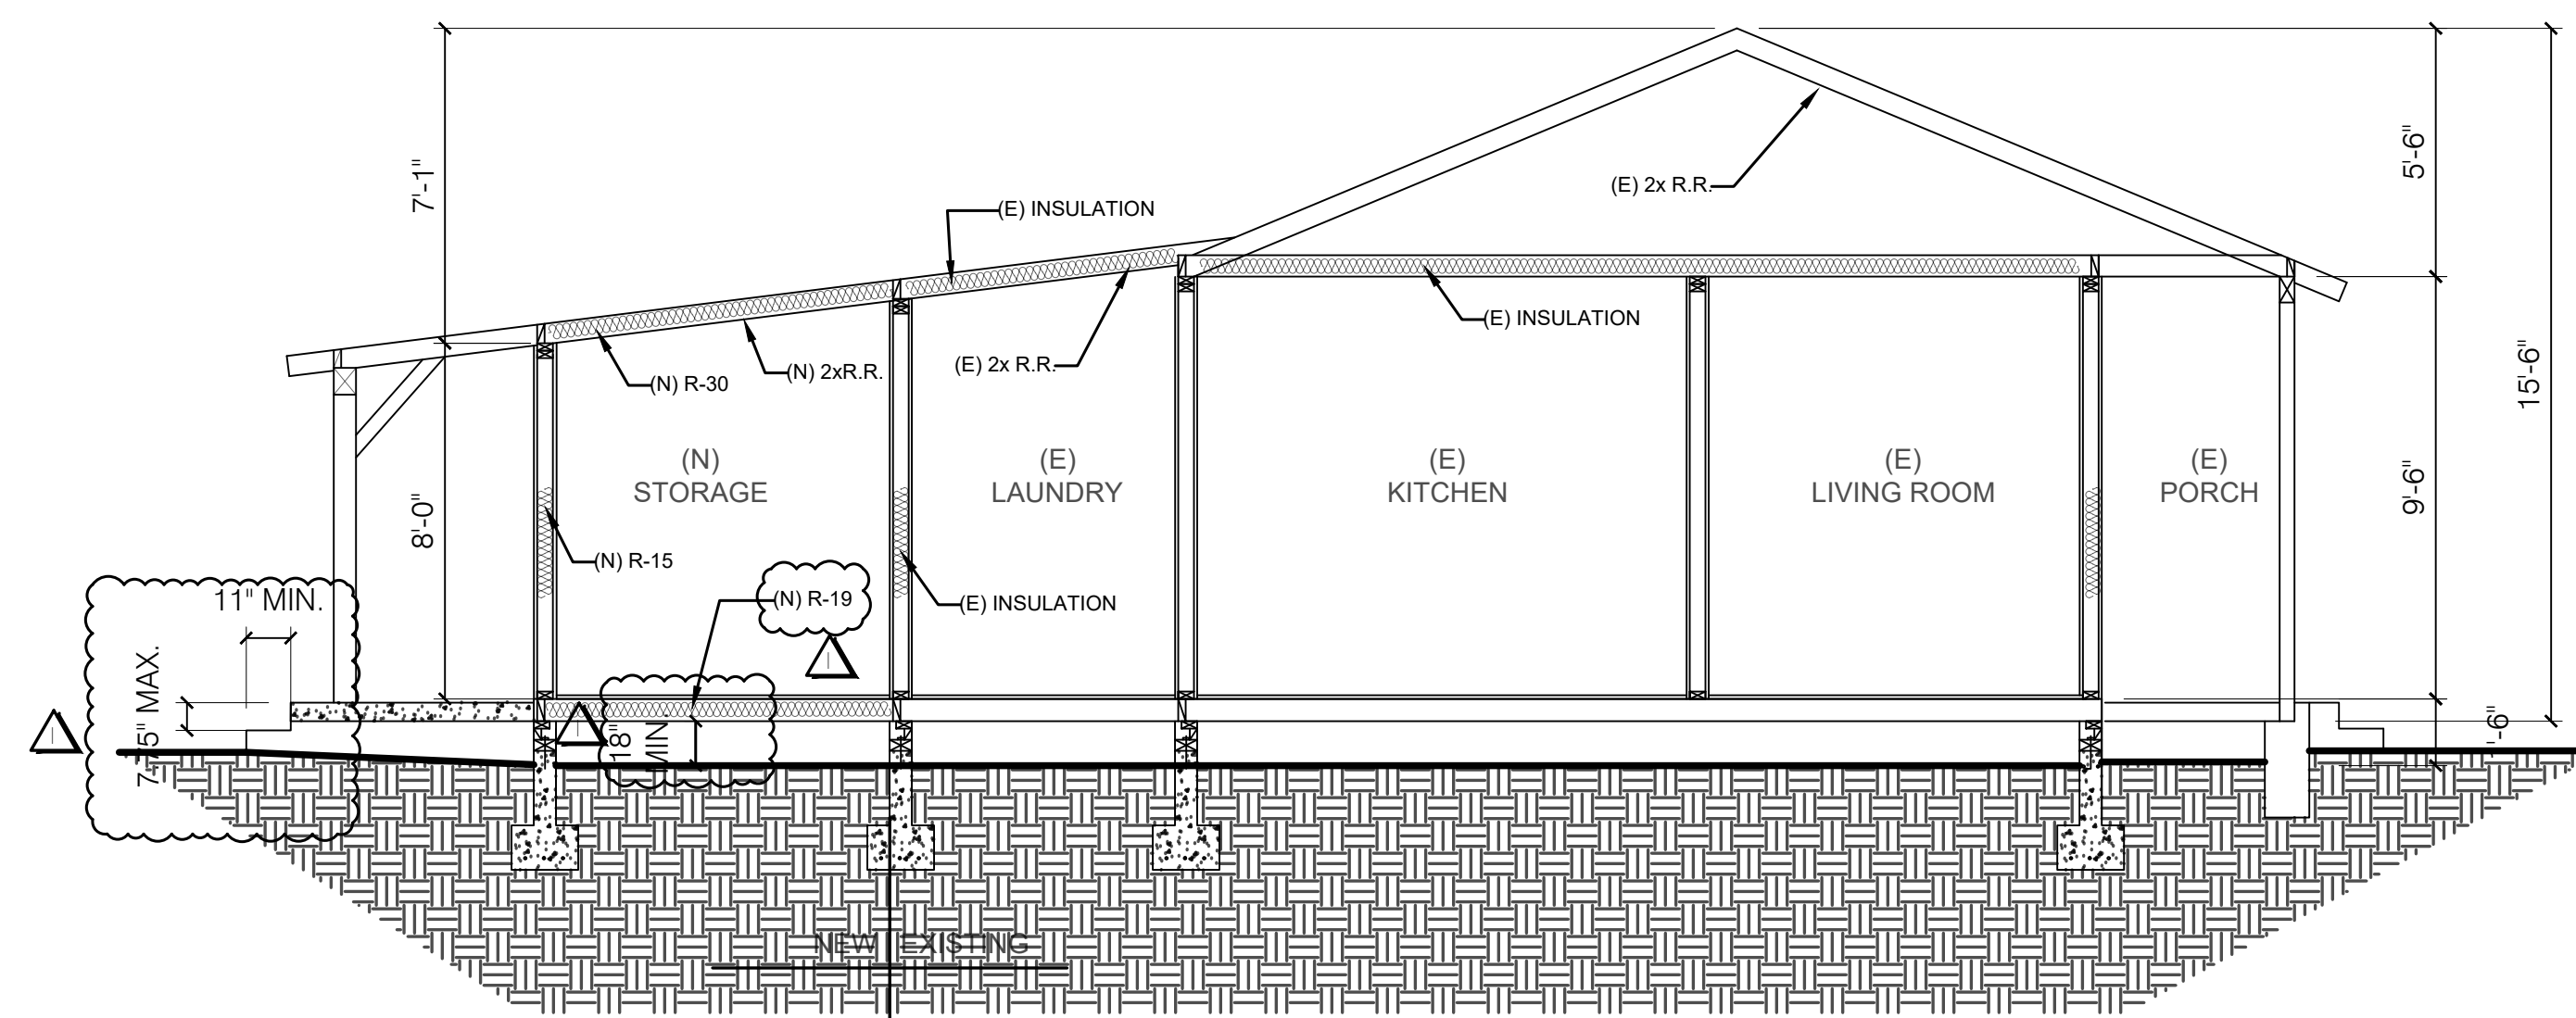 7'-1"
5'-6"
(E) 2x R.R.
(E) INSULATION
(E) INSULATION
15'-6"
(N) R-30
(N) 2xR.R.
(E) 2x R.R.
(N)
STORAGE
(E)
LAUNDRY
(E)
KITCHEN
(E)
LIVING ROOM
(E)
PORCH
8'-0"
9'-6"
(N) R-15
11" MIN.
(N) R-19
(E) INSULATION
7.75" MAX.
18"
MIN.
'-6"
NEW
EXISTING